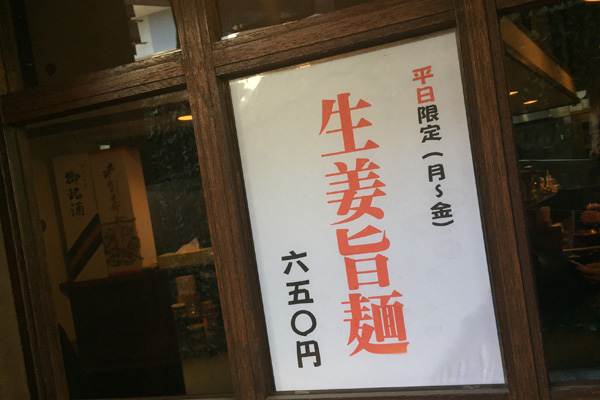 平日限定(月～金)
生姜旨麺
六五〇円
御銘酒